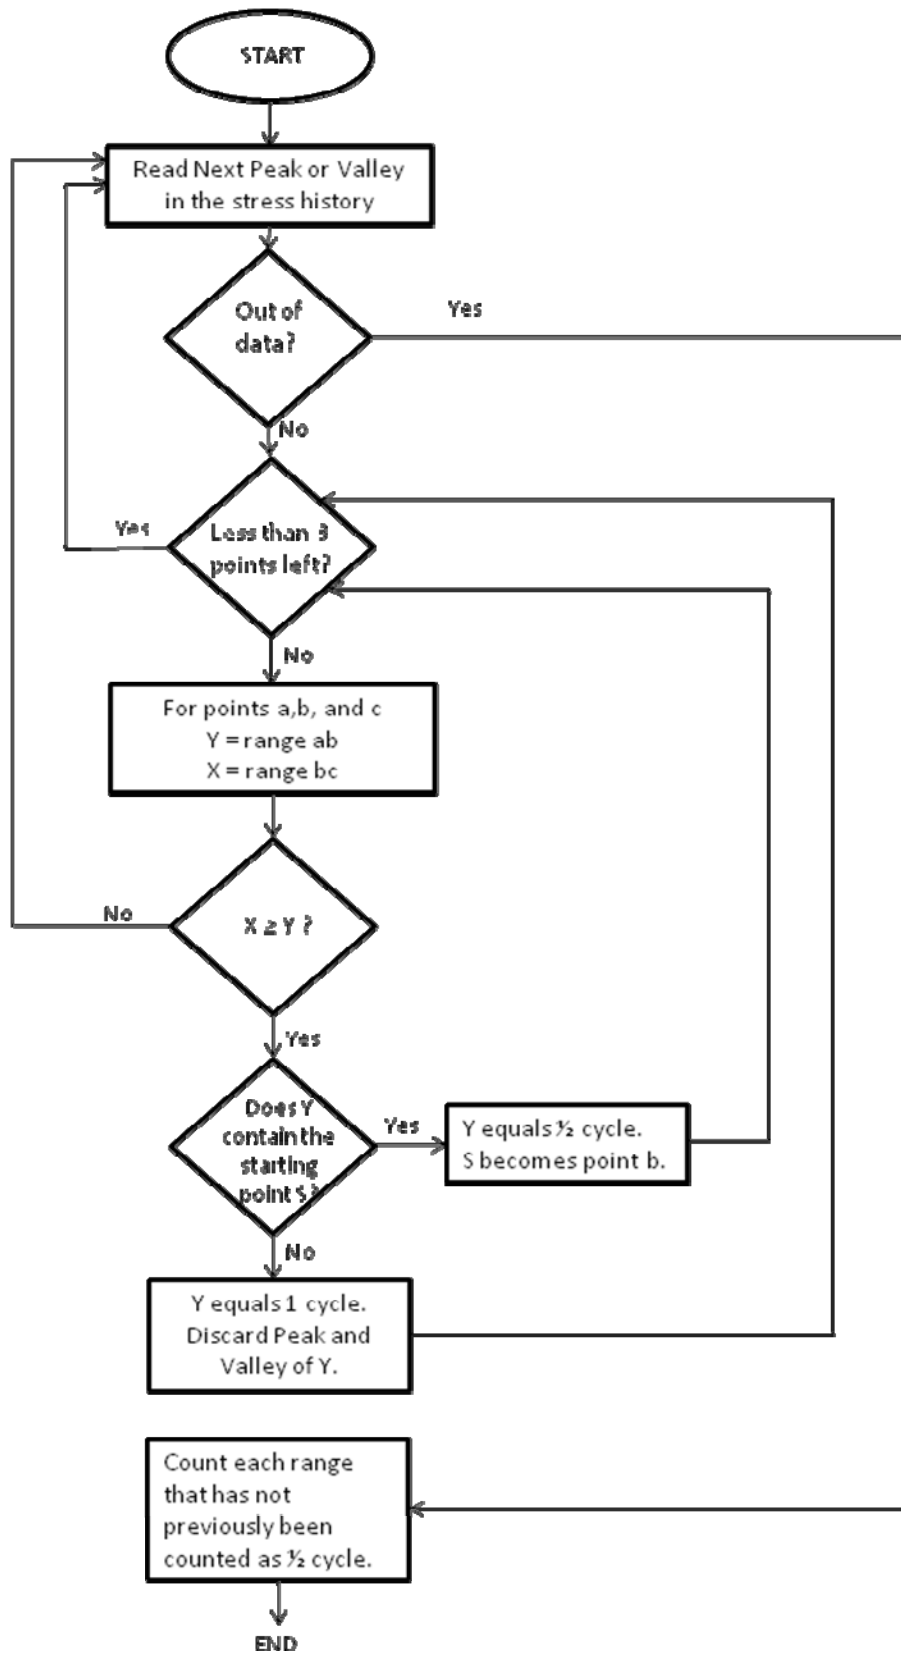 START
Read Next Peak or Valley
in the stress history
Out of
data?
Yes
No
Less than 3
points left?
Yes
No
For points a,b, and c
Y = range ab
X = range bc
X ≥ Y ?
No
Yes
Does Y
contain the
starting
point S?
Yes
Y equals ½ cycle.
S becomes point b.
No
Y equals 1 cycle.
Discard Peak and
Valley of Y.
Count each range
that has not
previously been
counted as ½ cycle.
END